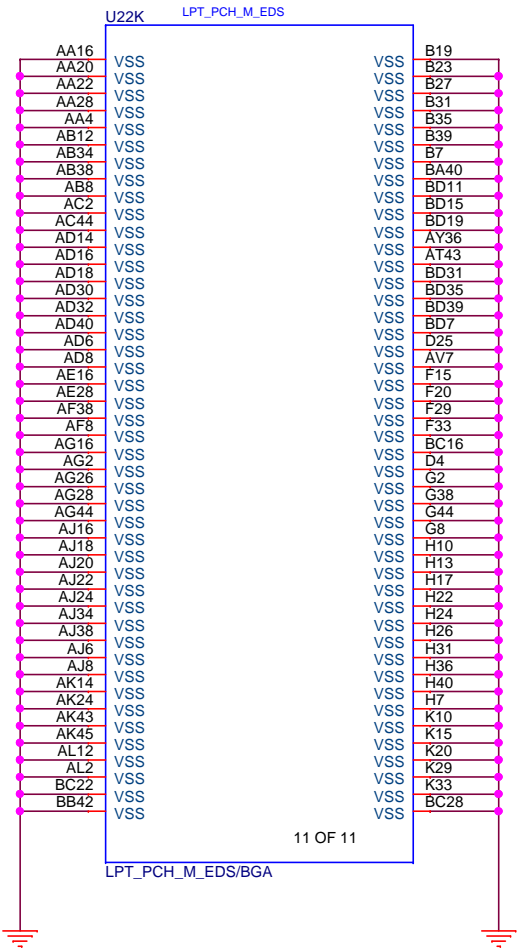 U22K LPT_PCH_M_EDS
AA16 VSS VSS B19
AA20 VSS VSS B23
AA22 VSS VSS B27
AA28 VSS VSS B31
AA4 VSS VSS B35
AB12 VSS VSS B39
AB34 VSS VSS B7
AB38 VSS VSS BA40
AB8 VSS VSS BD11
AC2 VSS VSS BD15
AC44 VSS VSS BD19
AD14 VSS VSS AY36
AD16 VSS VSS AT43
AD18 VSS VSS BD31
AD30 VSS VSS BD35
AD32 VSS VSS BD39
AD40 VSS VSS BD7
AD6 VSS VSS D25
AD8 VSS VSS AV7
AE16 VSS VSS F15
AE28 VSS VSS F20
AF38 VSS VSS F29
AF8 VSS VSS F33
AG16 VSS VSS BC16
AG2 VSS VSS D4
AG26 VSS VSS G2
AG28 VSS VSS G38
AG44 VSS VSS G44
AJ16 VSS VSS G8
AJ18 VSS VSS H10
AJ20 VSS VSS H13
AJ22 VSS VSS H17
AJ24 VSS VSS H22
AJ34 VSS VSS H24
AJ38 VSS VSS H26
AJ6 VSS VSS H31
AJ8 VSS VSS H36
AK14 VSS VSS H40
AK24 VSS VSS H7
AK43 VSS VSS K10
AK45 VSS VSS K15
AL12 VSS VSS K20
AL2 VSS VSS K29
BC22 VSS VSS K33
BB42 VSS VSS BC28
11 OF 11
LPT_PCH_M_EDS/BGA